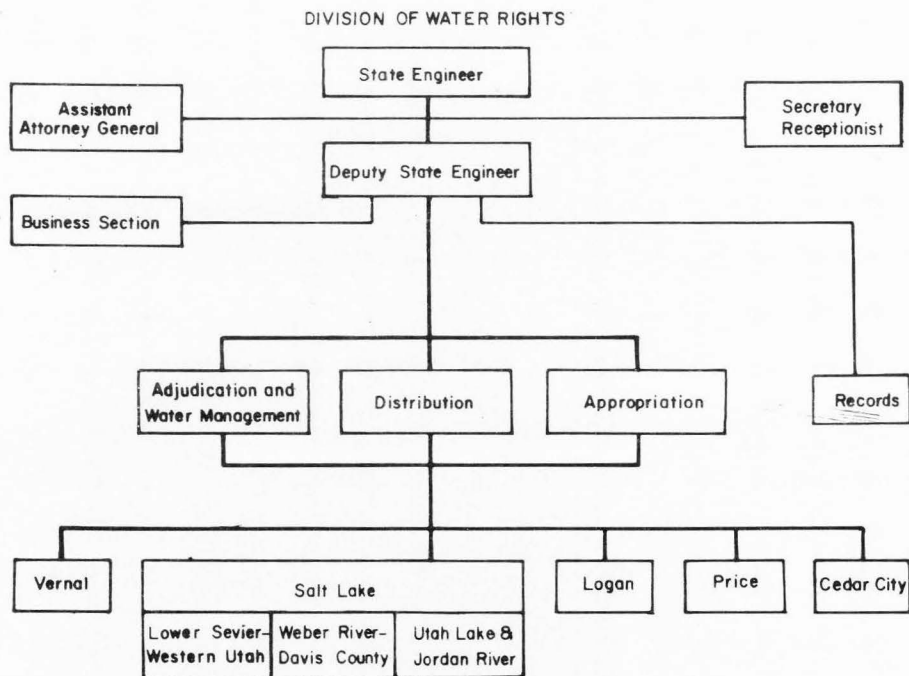 DIVISION OF WATER RIGHTS
State Engineer
Assistant
Attorney General
Secretary
Receptionist
Deputy State Engineer
Business Section
Adjudication and
Water Management
Distribution
Appropriation
Records
Vernal
Salt Lake
Logan
Price
Cedar City
Lower Sevier-
Western Utah
Weber River-
Davis County
Utah Lake &
Jordan River